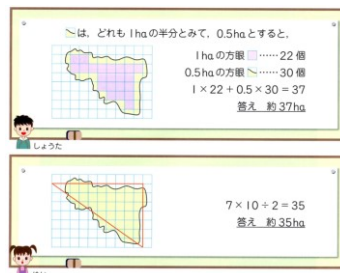 は，どれも1haの半分とみて，0.5haとすると，
1haの方眼……22個
0.5haの方眼……30個
1×22＋0.5×30＝37
答え　約37ha
しょうた
7×10÷2＝35
答え　約35ha